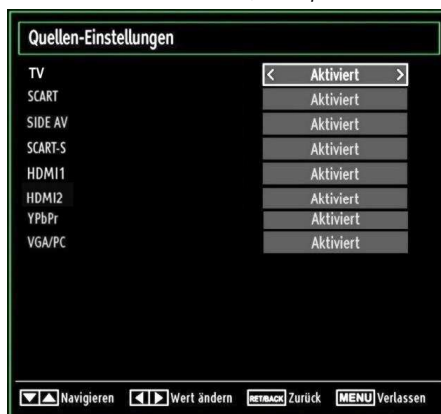 Quellen-Einstellungen
TV < Aktiviert >
SCART Aktiviert
SIDE AV Aktiviert
SCART-S Aktiviert
HDMI1 Aktiviert
HDMI2 Aktiviert
YPbPr Aktiviert
VGA/PC Aktiviert
Navigieren Wert ändern RET/BACK Zurück MENU Verlassen